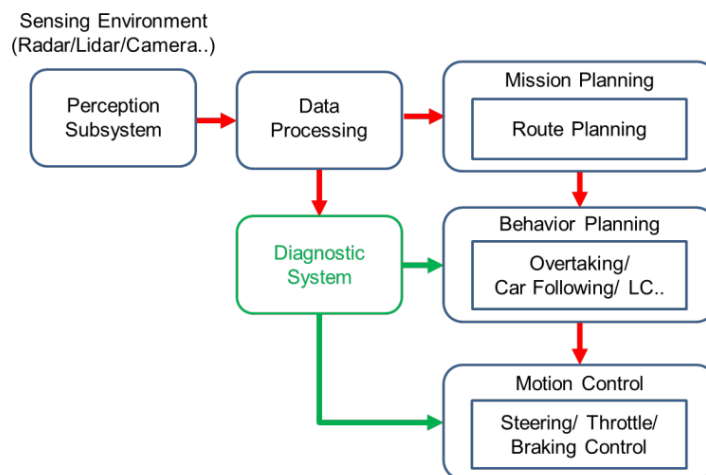 Sensing Environment
(Radar/Lidar/Camera..)
Perception
Subsystem
Data
Processing
Mission Planning
Route Planning
Diagnostic
System
Behavior Planning
Overtaking/
Car Following/ LC..
Motion Control
Steering/ Throttle/
Braking Control